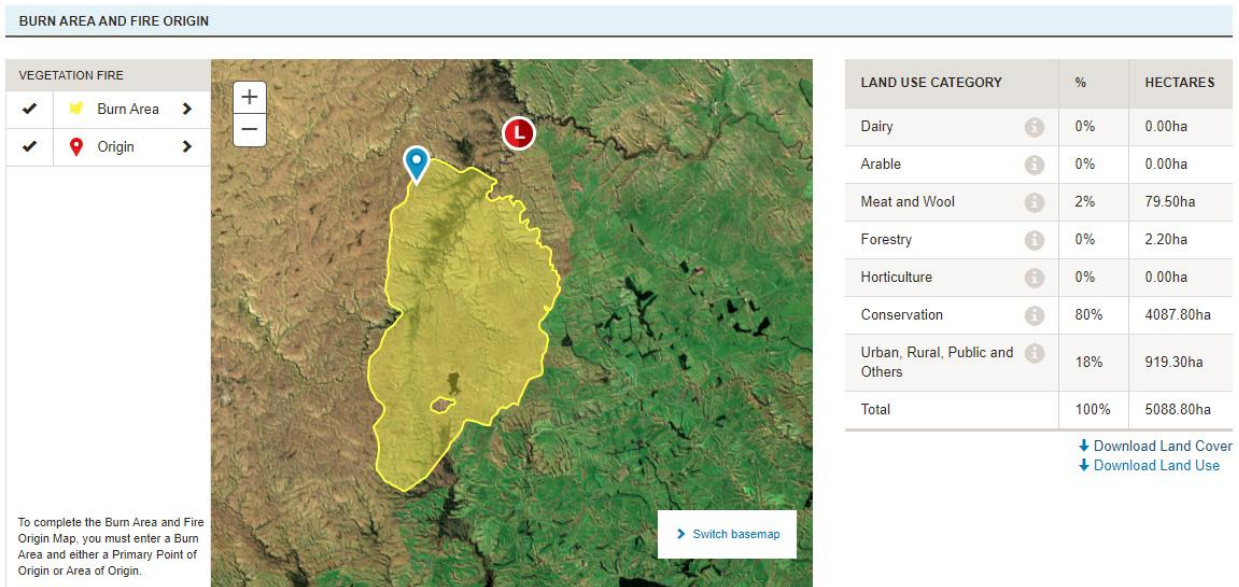 BURN AREA AND FIRE ORIGIN
VEGETATION FIRE
Burn Area
Origin
To complete the Burn Area and Fire
Origin Map, you must enter a Burn
Area and either a Primary Point of
Origin or Area of Origin.
+
−
L
Switch basemap
LAND USE CATEGORY % HECTARES
Dairy 0% 0.00ha
Arable 0% 0.00ha
Meat and Wool 2% 79.50ha
Forestry 0% 2.20ha
Horticulture 0% 0.00ha
Conservation 80% 4087.80ha
Urban, Rural, Public and
Others 18% 919.30ha
Total 100% 5088.80ha
Download Land Cover
Download Land Use